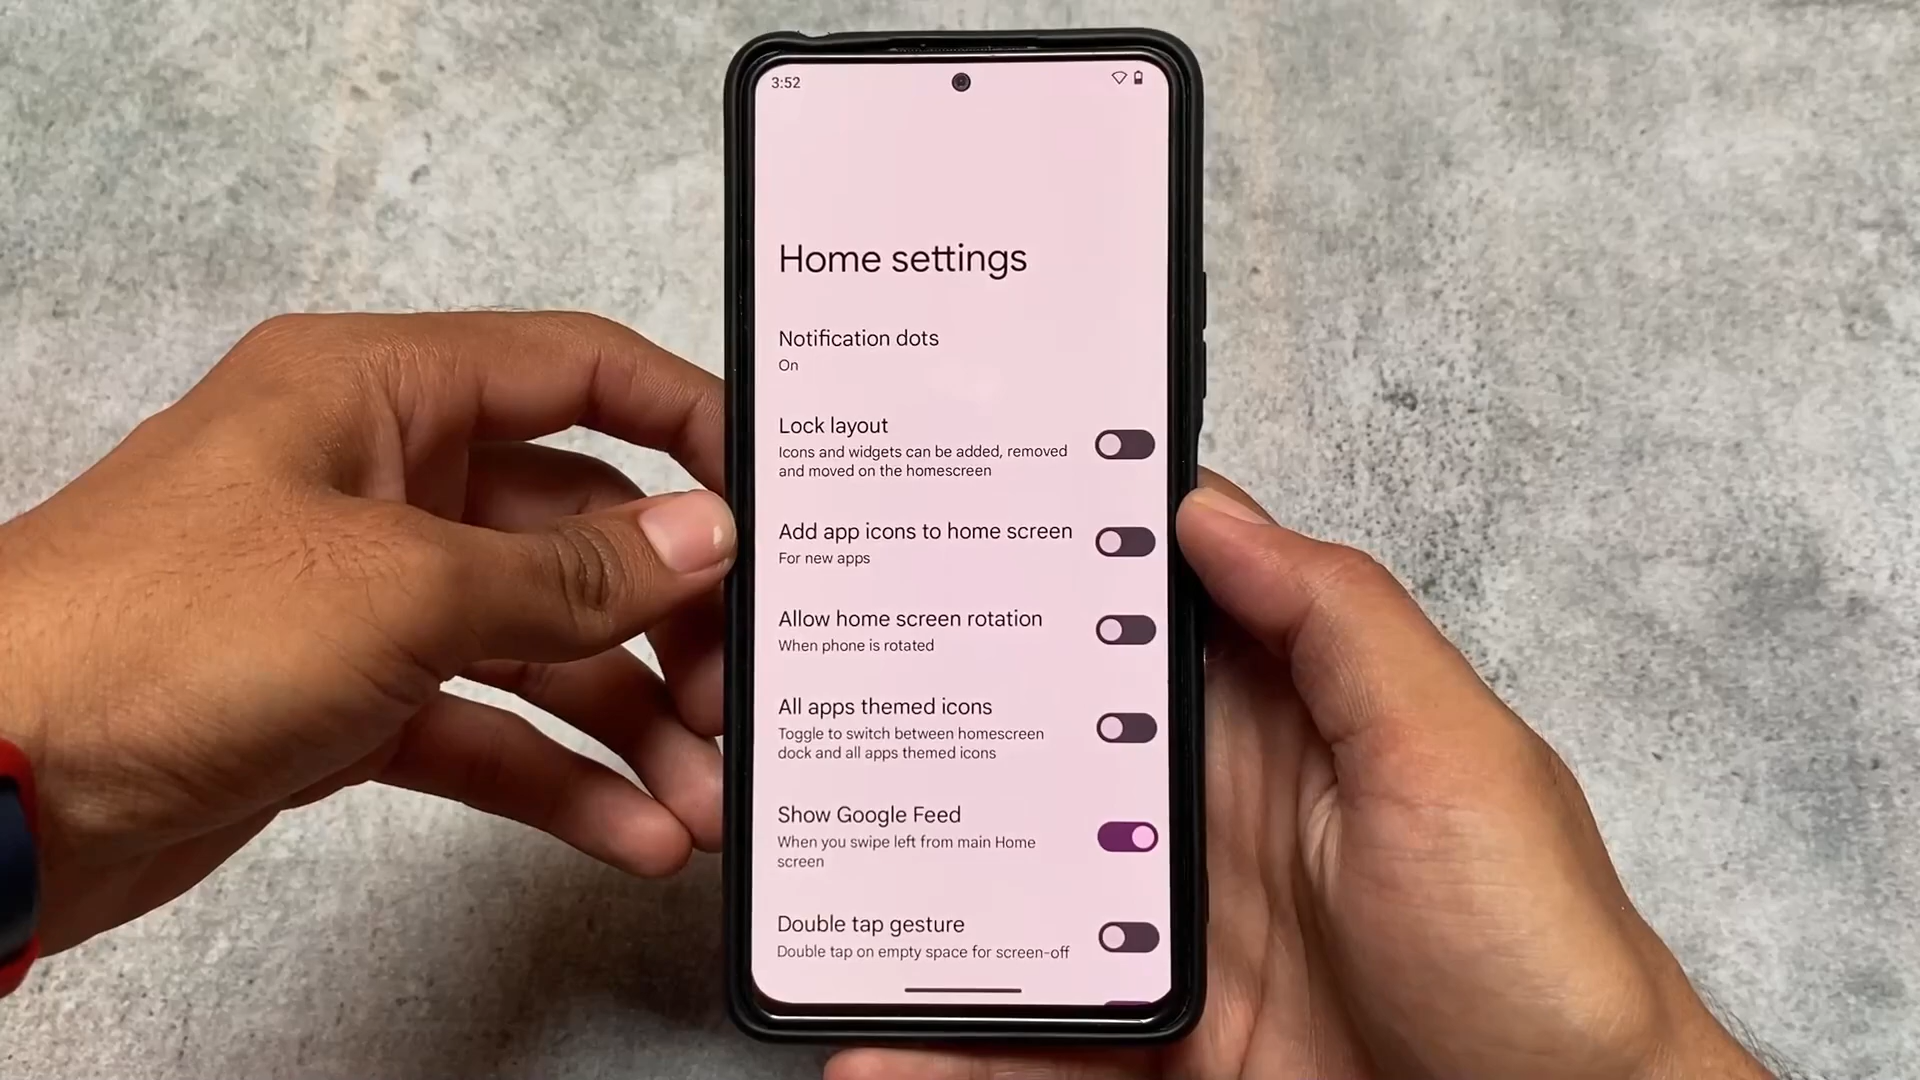 3:52
Home settings
Notification dots
On
Lock layout
Icons and widgets can be added, removed
and moved on the homescreen
Add app icons to home screen
For new apps
Allow home screen rotation
When phone is rotated
All apps themed icons
Toggle to switch between homescreen
dock and all apps themed icons
Show Google Feed
When you swipe left from main Home
screen
Double tap gesture
Double tap on empty space for screen-off